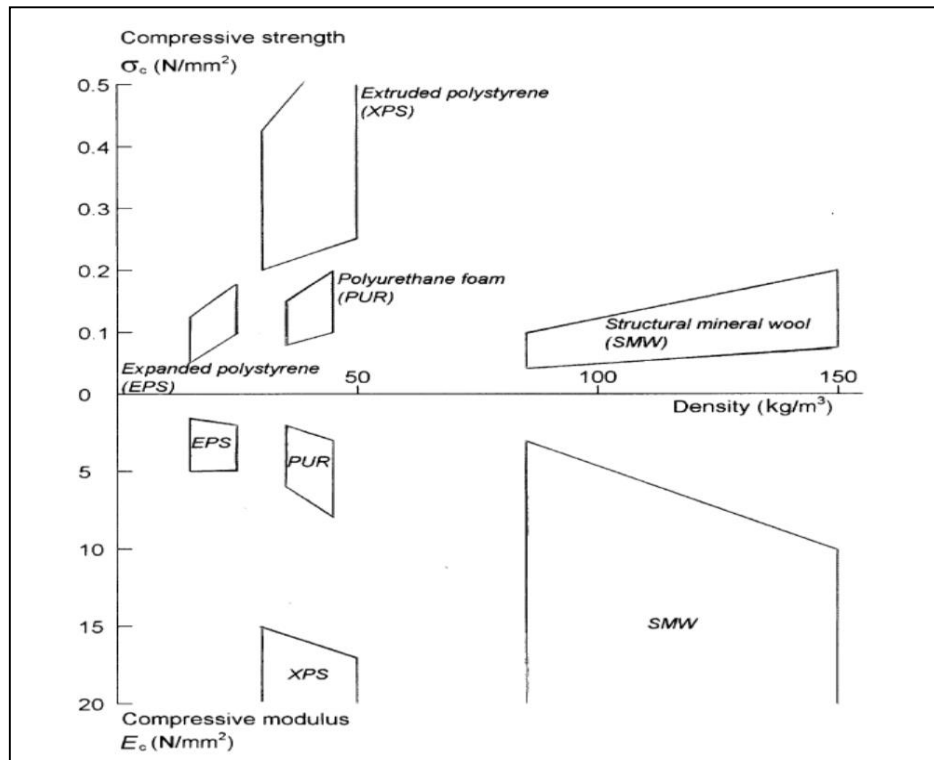 Compressive strength
σc (N/mm²)
0.5
Extruded polystyrene
(XPS)
0.4
0.3
0.2
Polyurethane foam
(PUR)
0.1
Structural mineral wool
(SMW)
Expanded polystyrene
(EPS)
50
100
150
0
Density (kg/m³)
EPS
PUR
5
10
15
SMW
XPS
20
Compressive modulus
Ec (N/mm²)